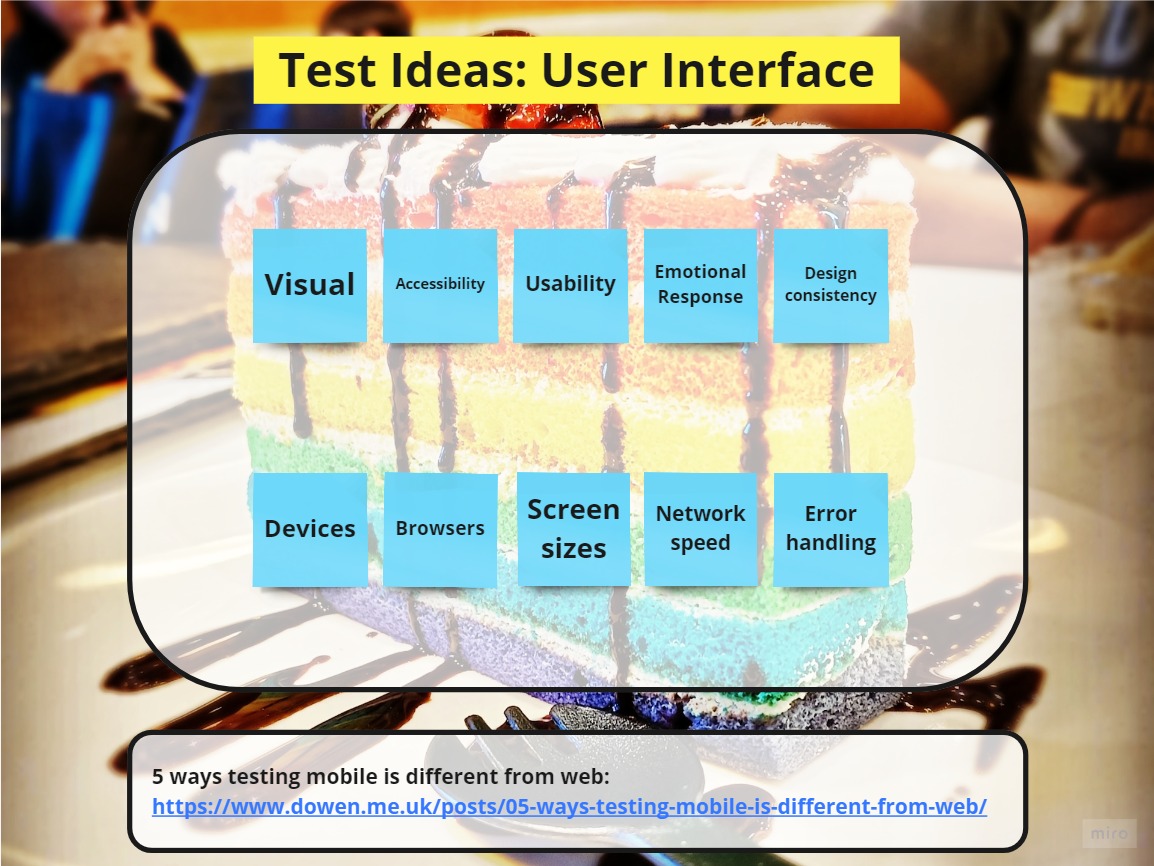 Test Ideas: User Interface
Visual
Accessibility
Usability
Emotional
Response
Design
consistency
Devices
Browsers
Screen
sizes
Network
speed
Error
handling
5 ways testing mobile is different from web:
https://www.dowen.me.uk/posts/05-ways-testing-mobile-is-different-from-web/
miro